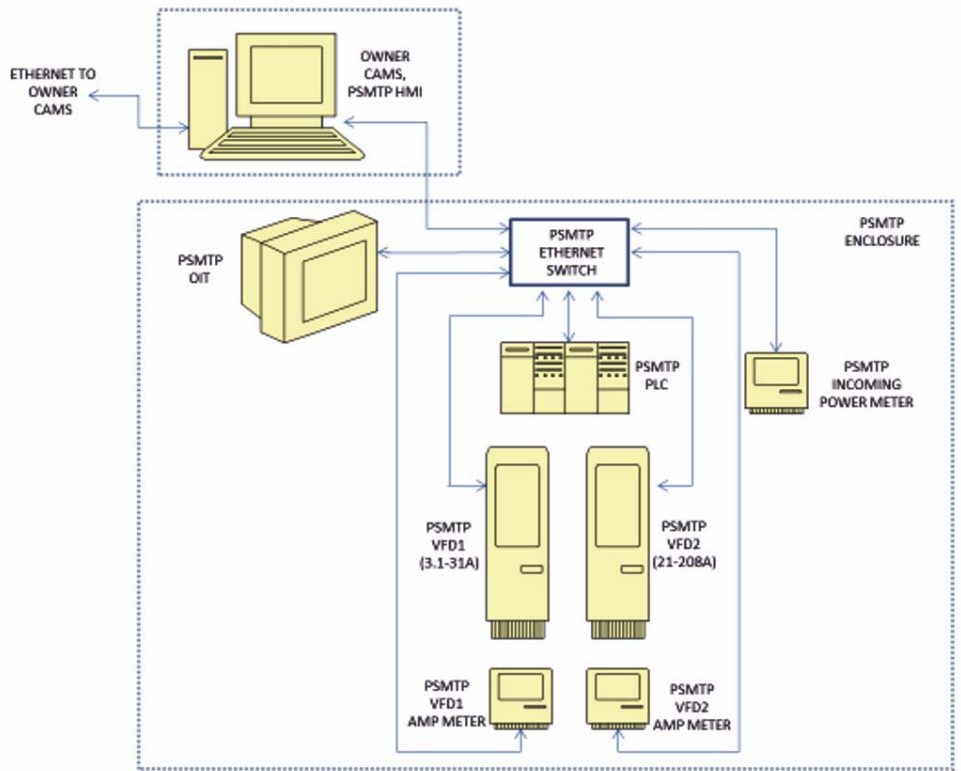 ETHERNET TO
OWNER
CAMS
OWNER
CAMS,
PSMTP HMI
PSMTP
ENCLOSURE
PSMTP
OIT
PSMTP
ETHERNET
SWITCH
PSMTP
PLC
PSMTP
INCOMING
POWER METER
PSMTP
VFD1
(3.1-31A)
PSMTP
VFD2
(21-208A)
PSMTP
VFD1
AMP METER
PSMTP
VFD2
AMP METER